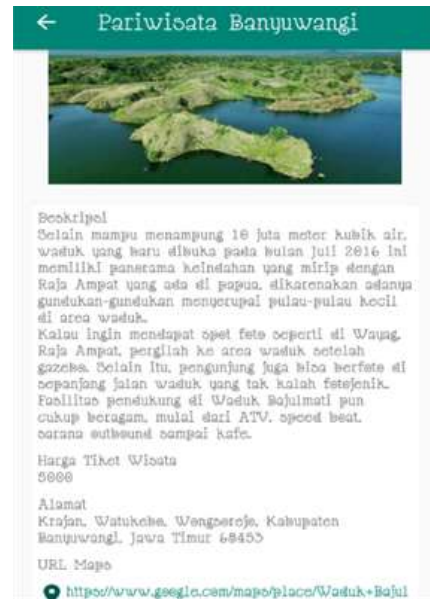 Pariwisata Banyuwangi
Deskripsi
Selain mampu menampung 10 juta meter kubik air,
waduk yang baru dibuka pada bulan juli 2016 ini
memiliki panorama keindahan yang mirip dengan
Raja Ampat yang ada di papua, dikarenakan adanya
gundukan-gundukan menyerupai pulau-pulau kecil
di area waduk.
Kalau ingin mendapat spot foto seperti di Wayag,
Raja Ampat, pergilah ke area waduk setelah
gazebo. Selain itu, pengunjung juga bisa berfoto di
sepanjang jalan waduk yang tak kalah fotojenik.
Fasilitas pendukung di Waduk Bajulmati pun
cukup beragam, mulai dari ATV, speed boat,
sarana outbound sampai kafe.
Harga Tiket Wisata
5000
Alamat
Krajan, Watukebo, Wongsorejo, Kabupaten
Banyuwangi, Jawa Timur 68453
URL Maps
https://www.google.com/maps/place/Waduk+Bajul